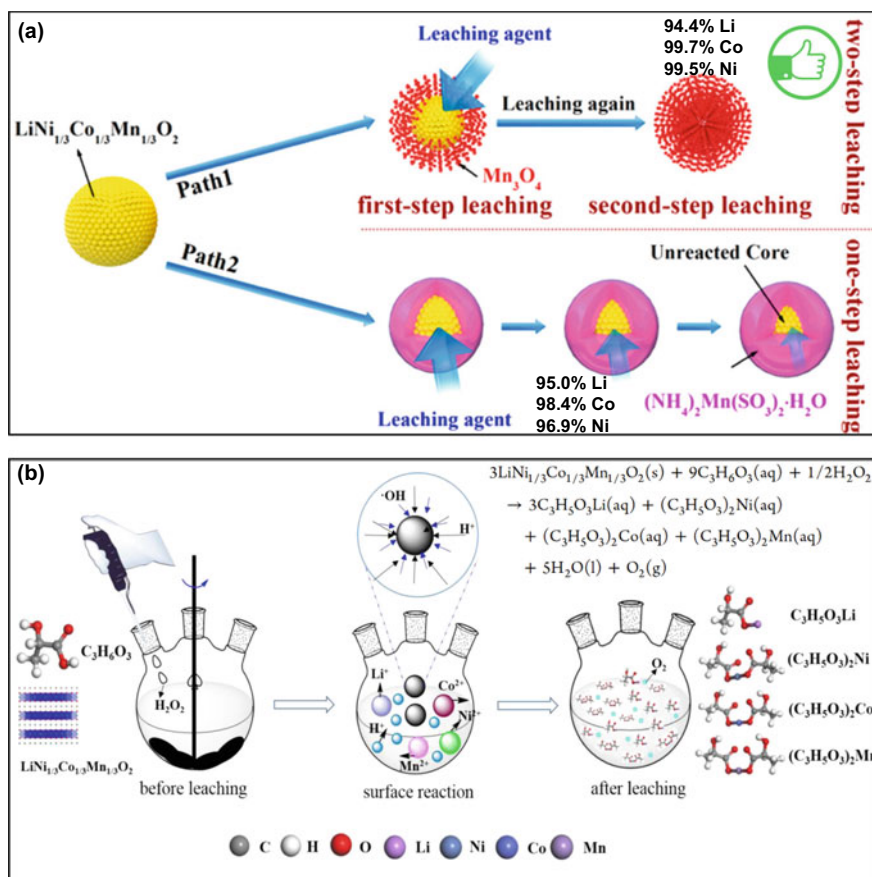 (a)
Leaching agent
94.4% Li
99.7% Co
99.5% Ni
two-step leaching
LiNi1/3Co1/3Mn1/3O2
Leaching again
Path1
Mn3O4
first-step leaching
second-step leaching
Path2
Unreacted Core
one-step leaching
95.0% Li
98.4% Co
96.9% Ni
Leaching agent
(NH4)2Mn(SO3)2·H2O
(b)
3LiNi1/3Co1/3Mn1/3O2(s) + 9C3H6O3(aq) + 1/2H2O2
→ 3C3H5O3Li(aq) + (C3H5O3)2Ni(aq)
+ (C3H5O3)2Co(aq) + (C3H5O3)2Mn(aq)
+ 5H2O(l) + O2(g)
·OH
H+
C3H6O3
H2O2
LiNi1/3Co1/3Mn1/3O2
before leaching
Li+
Co2+
H+
Ni2+
Mn2+
surface reaction
O2
after leaching
C3H5O3Li
(C3H5O3)2Ni
(C3H5O3)2Co
(C3H5O3)2Mn
C H O Li Ni Co Mn